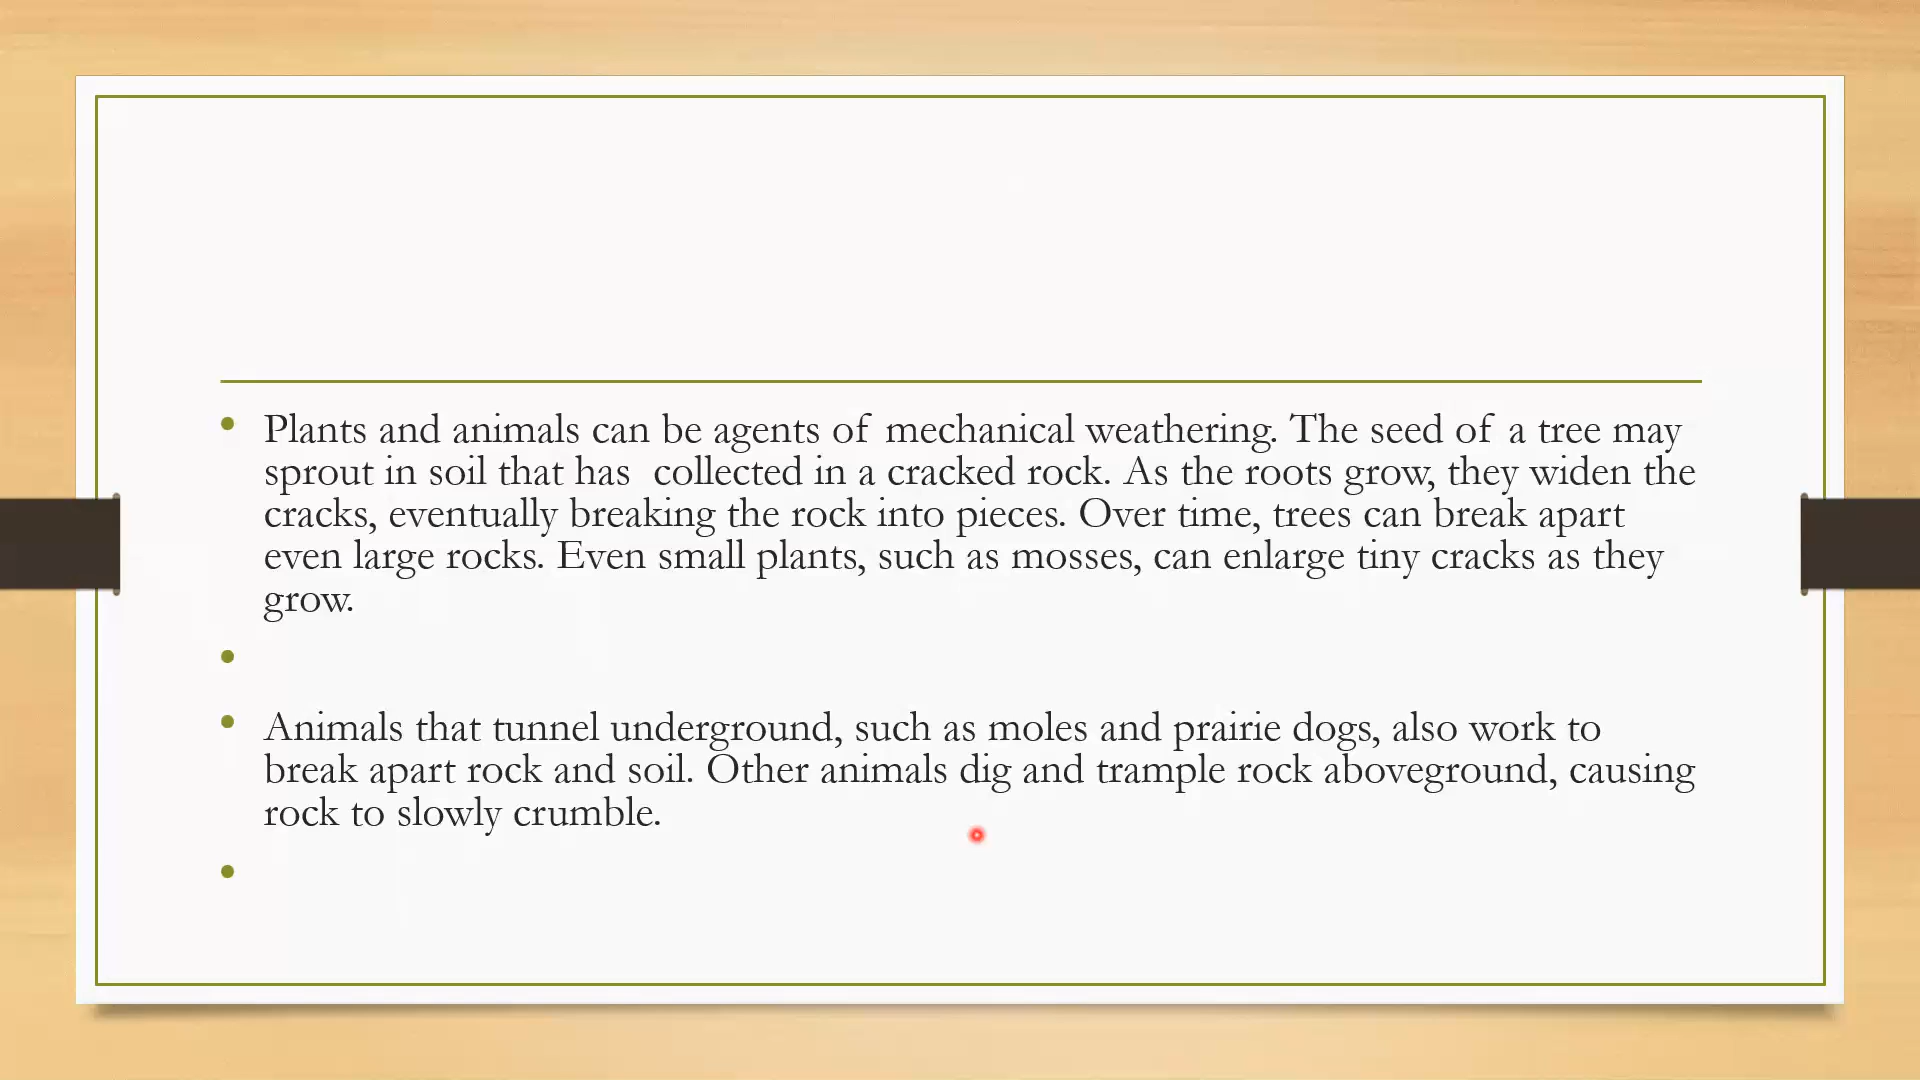 Plants and animals can be agents of mechanical weathering. The seed of a tree may
sprout in soil that has  collected in a cracked rock. As the roots grow, they widen the
cracks, eventually breaking the rock into pieces. Over time, trees can break apart
even large rocks. Even small plants, such as mosses, can enlarge tiny cracks as they
grow.
Animals that tunnel underground, such as moles and prairie dogs, also work to
break apart rock and soil. Other animals dig and trample rock aboveground, causing
rock to slowly crumble.